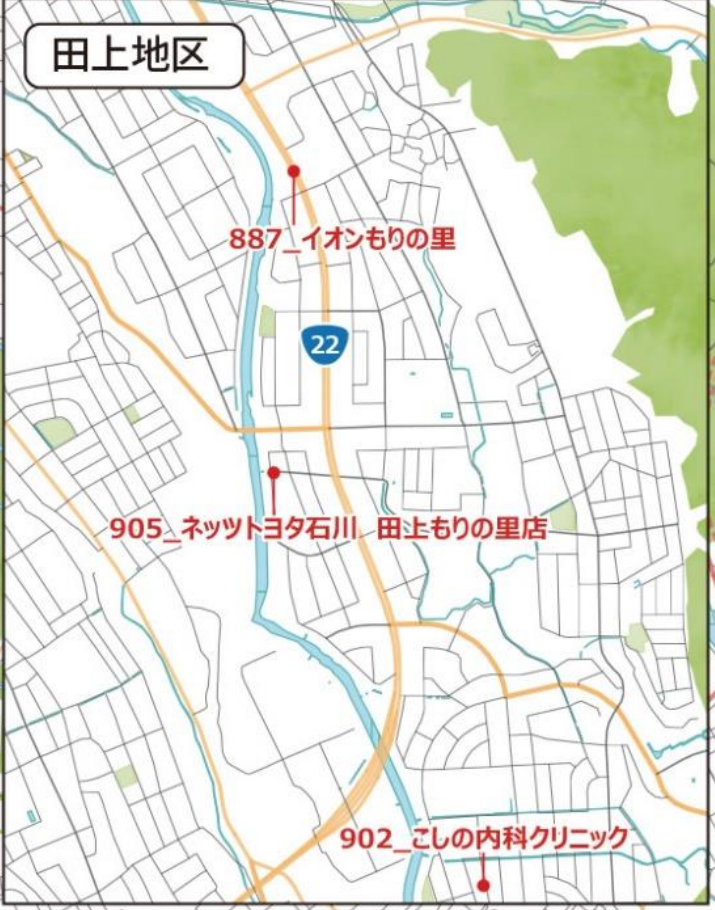 田上地区
887_イオンもりの里
22
905_ネッツトヨタ石川 田上もりの里店
902_こしの内科クリニック